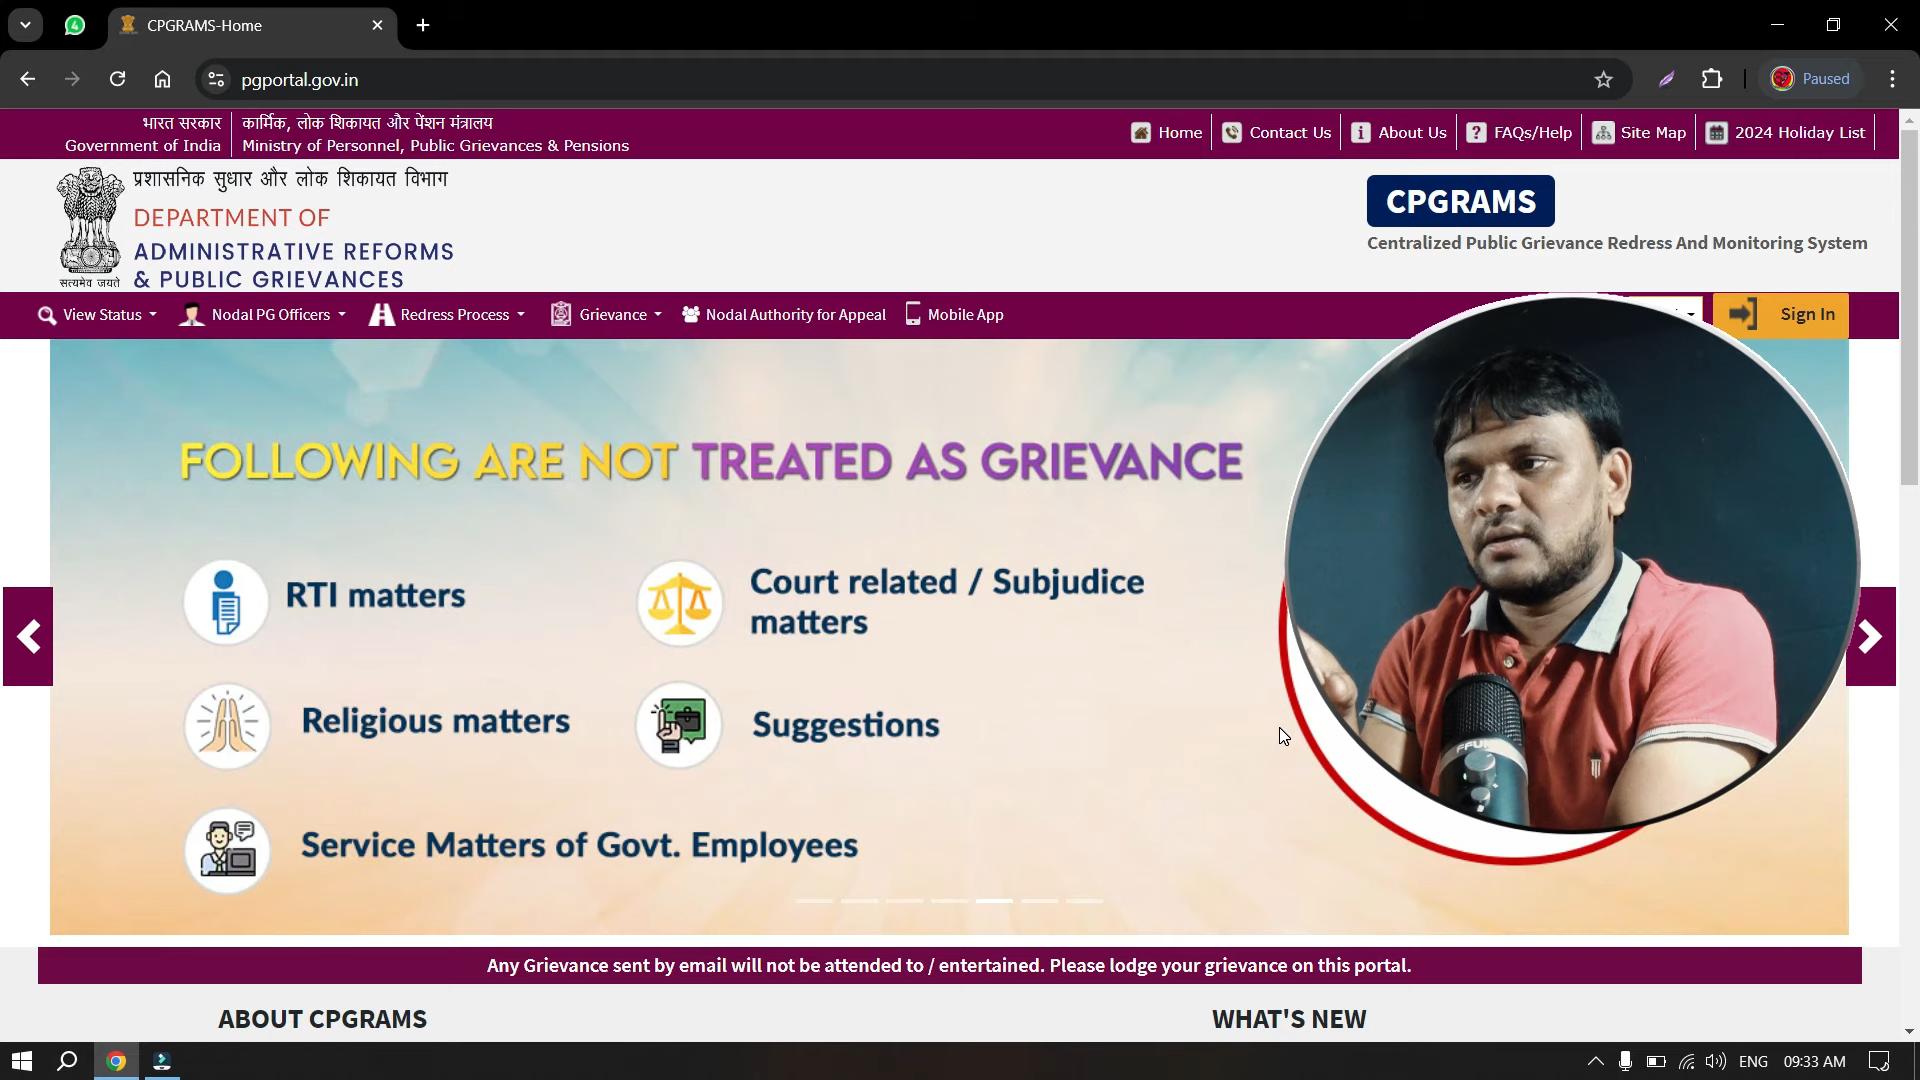 4
CPGRAMS-Home
pgportal.gov.in
Paused
भारत सरकार
Government of India
कार्मिक, लोक शिकायत और पेंशन मंत्रालय
Ministry of Personnel, Public Grievances & Pensions
Home
Contact Us
About Us
FAQs/Help
Site Map
2024 Holiday List
प्रशासनिक सुधार और लोक शिकायत विभाग
DEPARTMENT OF
ADMINISTRATIVE REFORMS
& PUBLIC GRIEVANCES
सत्यमेव जयते
CPGRAMS
Centralized Public Grievance Redress And Monitoring System
View Status
Nodal PG Officers
Redress Process
Grievance
Nodal Authority for Appeal
Mobile App
Sign In
FOLLOWING ARE NOT TREATED AS GRIEVANCE
RTI matters
Court related / Subjudice
matters
Religious matters
Suggestions
Service Matters of Govt. Employees
Any Grievance sent by email will not be attended to / entertained. Please lodge your grievance on this portal.
ABOUT CPGRAMS
WHAT'S NEW
ENG
09:33 AM